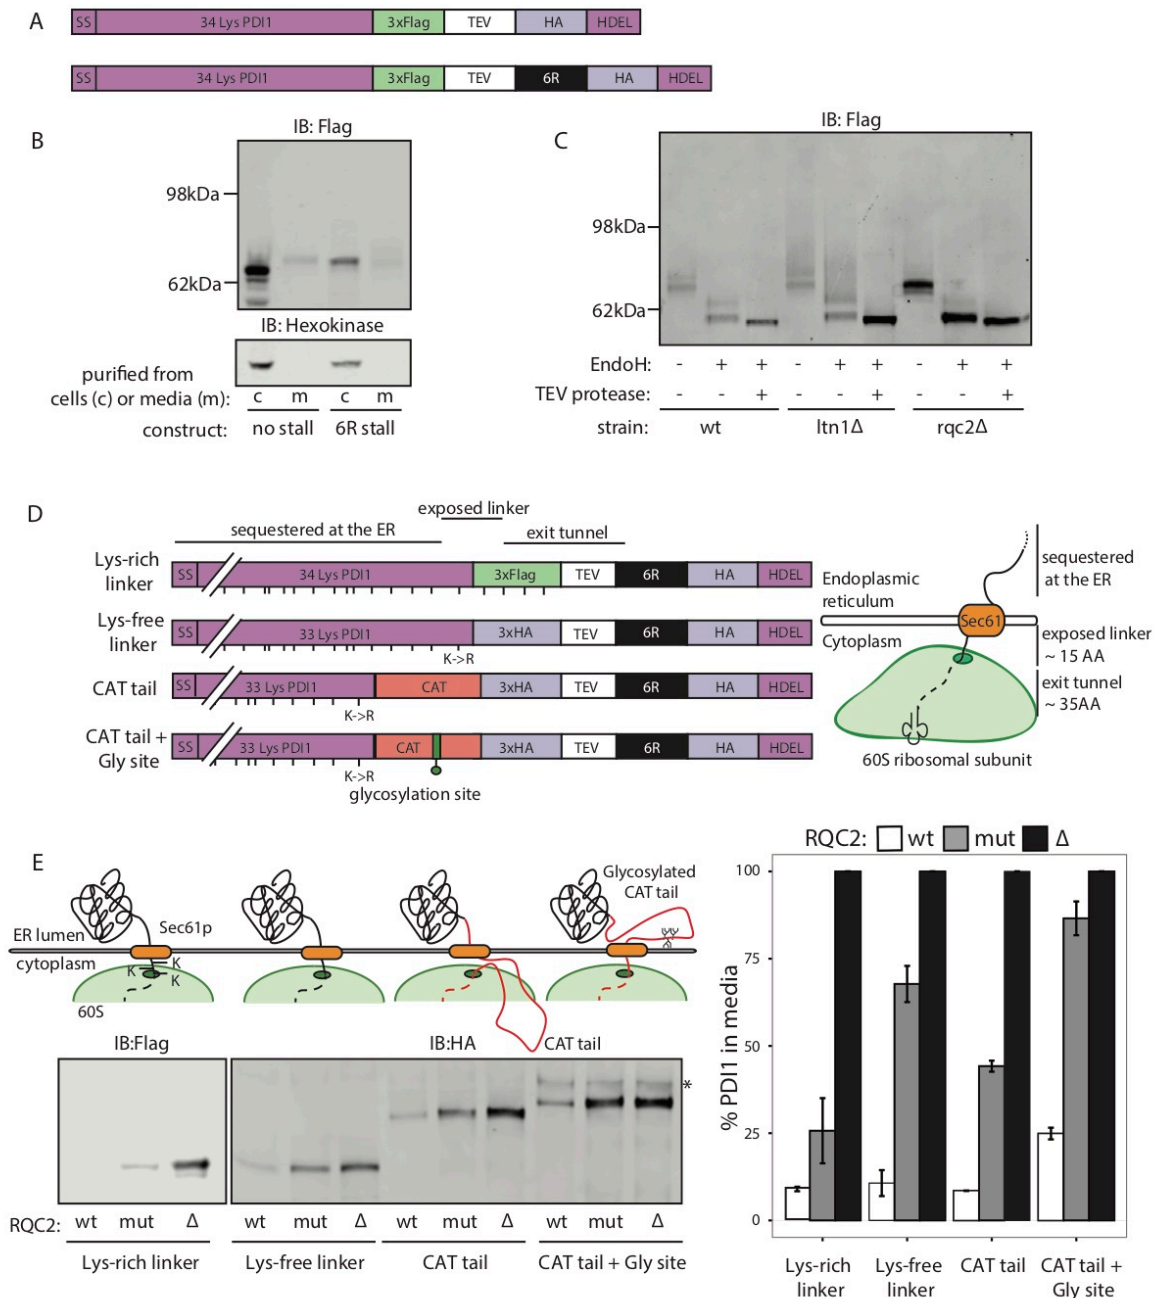 A
SS 34 Lys PDI1 3xFlag TEV HA HDEL
SS 34 Lys PDI1 3xFlag TEV 6R HA HDEL
B
IB: Flag
98kDa
62kDa
IB: Hexokinase
purified from
cells (c) or media (m): c m c m
construct: no stall 6R stall
C
IB: Flag
98kDa
62kDa
EndoH: - + + - + + - + +
TEV protease: - - + - - + - - +
strain: wt ltn1Δ rqc2Δ
D
exposed linker
sequestered at the ER
exit tunnel
Lys-rich
linker
SS 34 Lys PDI1 3xFlag TEV 6R HA HDEL
Lys-free
linker
SS 33 Lys PDI1 3xHA TEV 6R HA HDEL
K->R
CAT tail
SS 33 Lys PDI1 CAT 3xHA TEV 6R HA HDEL
K->R
CAT tail +
Gly site
SS 33 Lys PDI1 CAT 3xHA TEV 6R HA HDEL
K->R
glycosylation site
Endoplasmic
reticulum
Cytoplasm
Sec61
sequestered
at the ER
exposed linker
~ 15 AA
exit tunnel
~ 35AA
60S ribosomal subunit
E
ER lumen
cytoplasm
Sec61p
K
K
K
60S
Glycosylated
CAT tail
CAT tail
IB:Flag
IB:HA
*
RQC2: wt mut Δ wt mut Δ wt mut Δ wt mut Δ
Lys-rich linker Lys-free linker CAT tail CAT tail + Gly site
RQC2: wt mut Δ
% PDI1 in media
100
75
50
25
0
Lys-rich
linker
Lys-free
linker
CAT tail
CAT tail +
Gly site